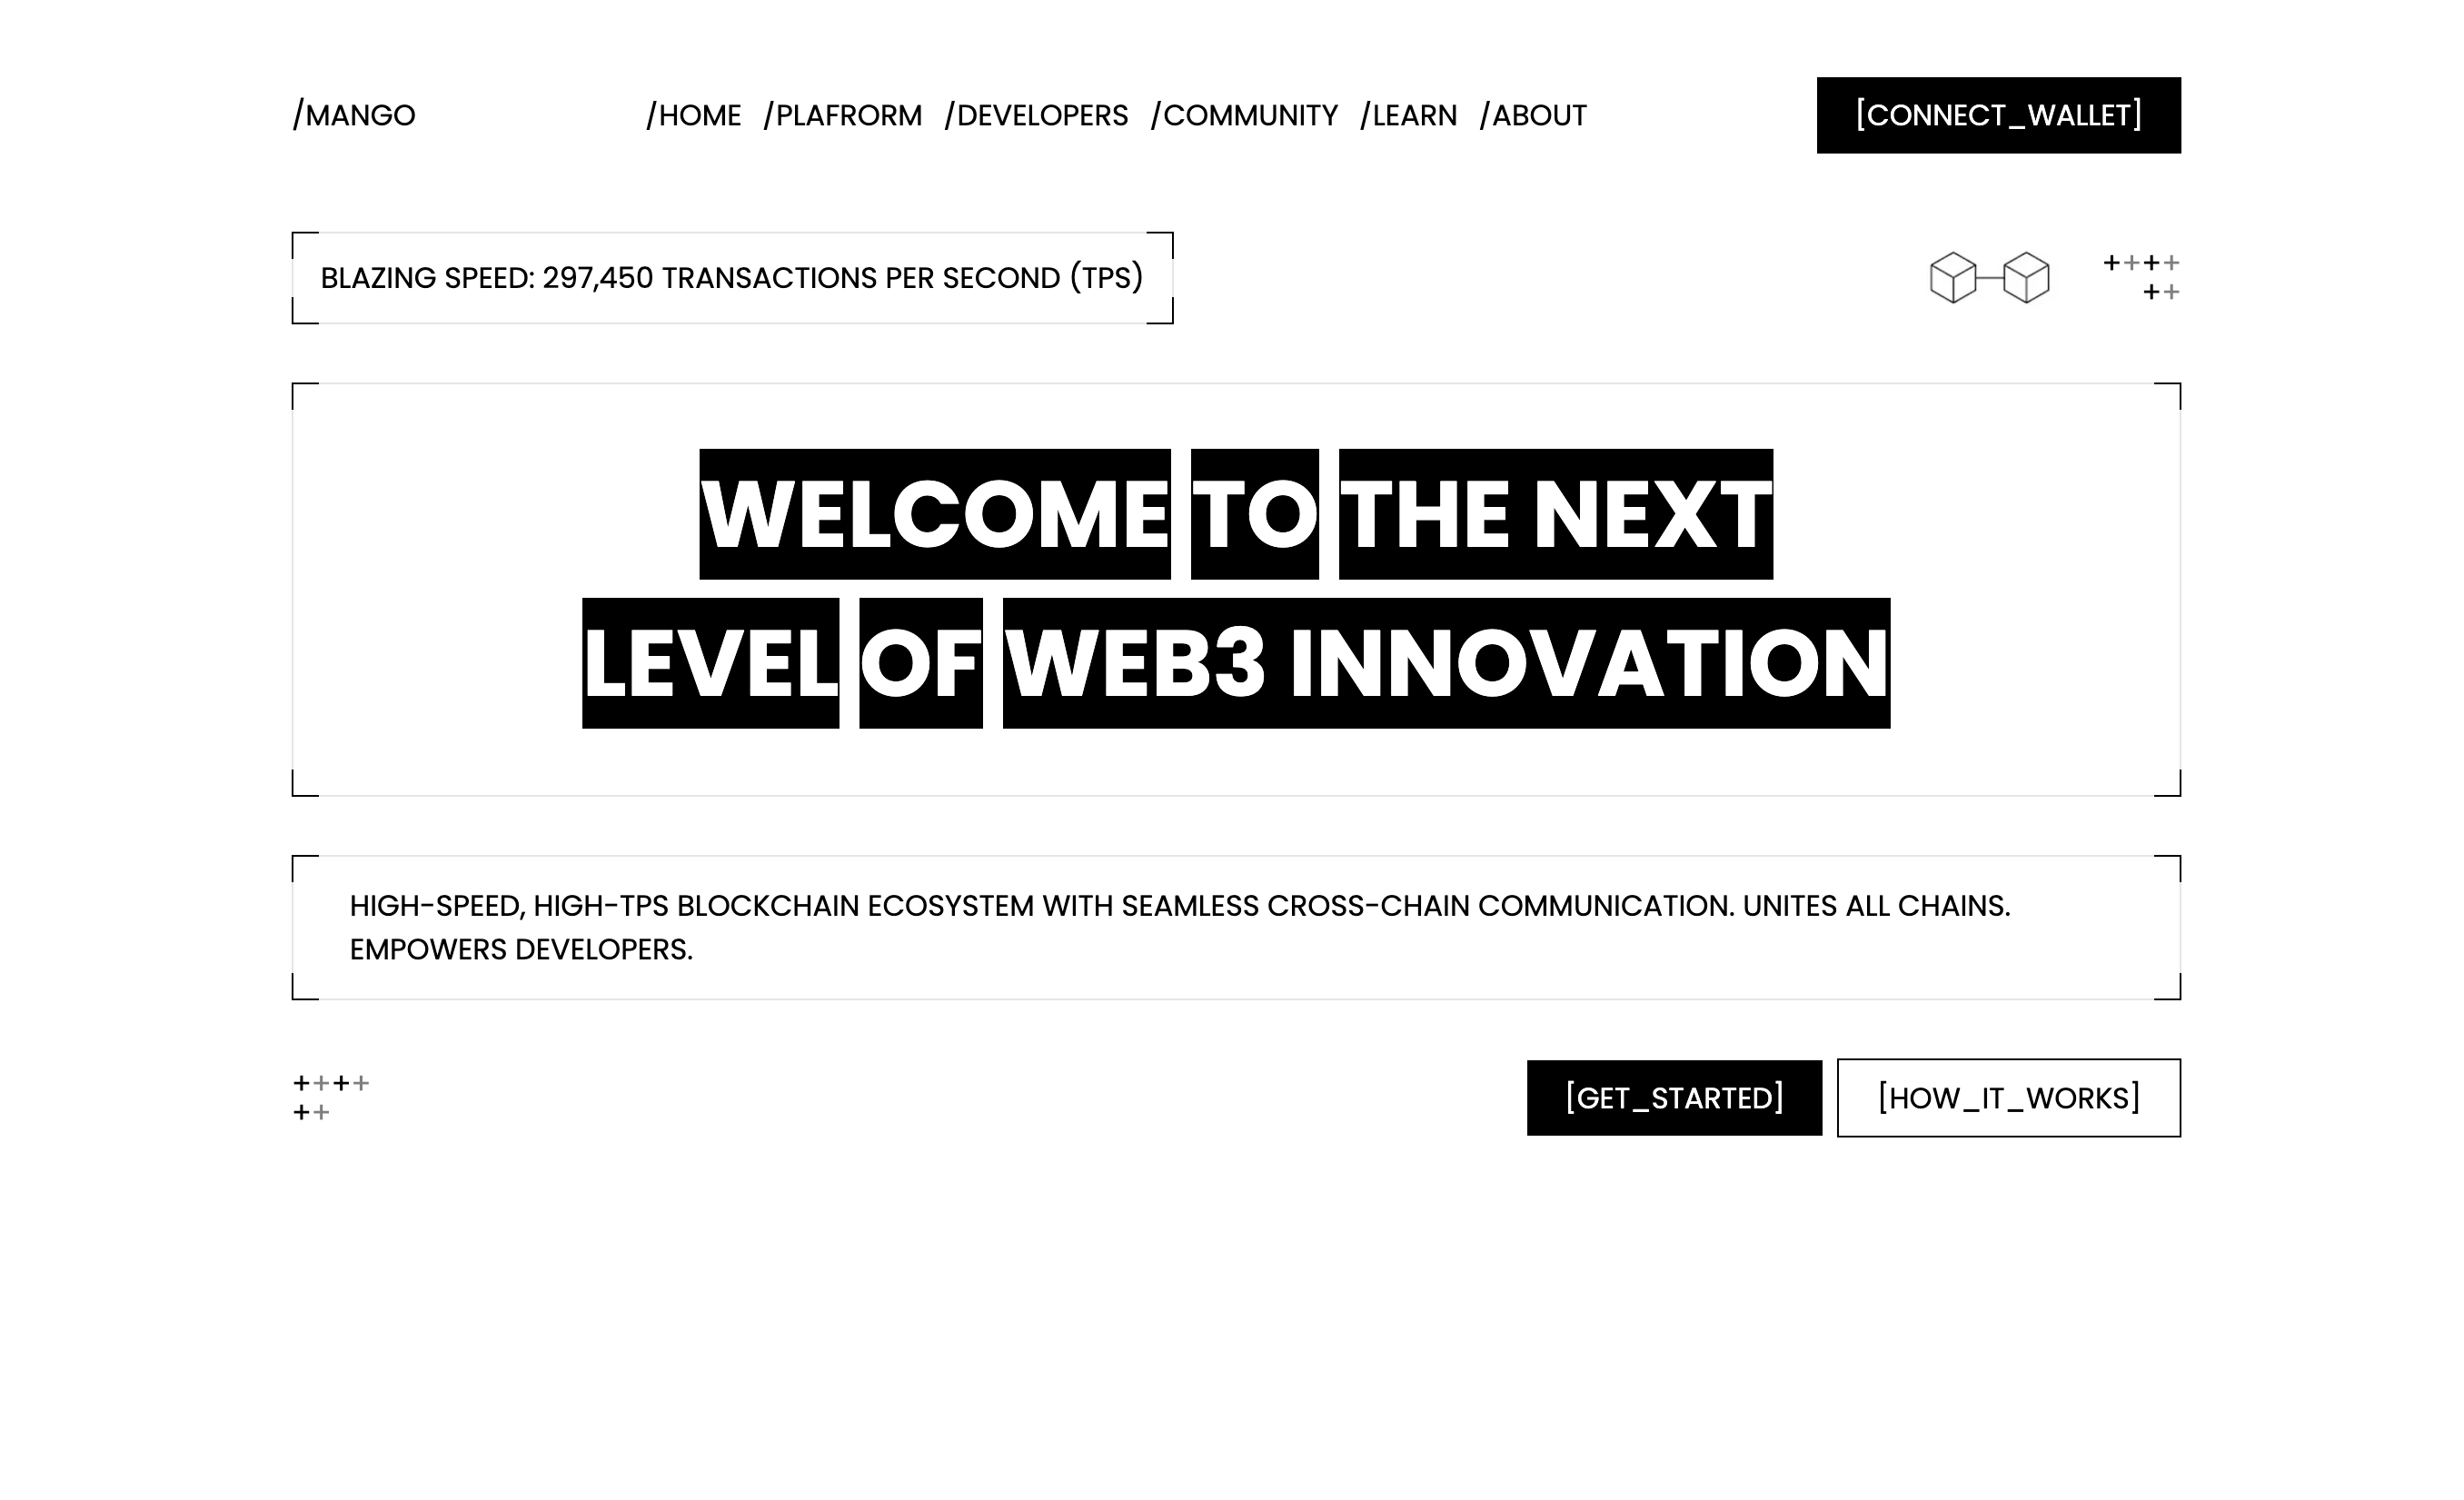 /MANGO /HOME /PLAFRORM /DEVELOPERS /COMMUNITY /LEARN /ABOUT [CONNECT_WALLET]
BLAZING SPEED: 297,450 TRANSACTIONS PER SECOND (TPS)
++++
++
WELCOME TO THE NEXT
LEVEL OF WEB3 INNOVATION
HIGH-SPEED, HIGH-TPS BLOCKCHAIN ECOSYSTEM WITH SEAMLESS CROSS-CHAIN COMMUNICATION. UNITES ALL CHAINS.
EMPOWERS DEVELOPERS.
++++
++
[GET_STARTED] [HOW_IT_WORKS]